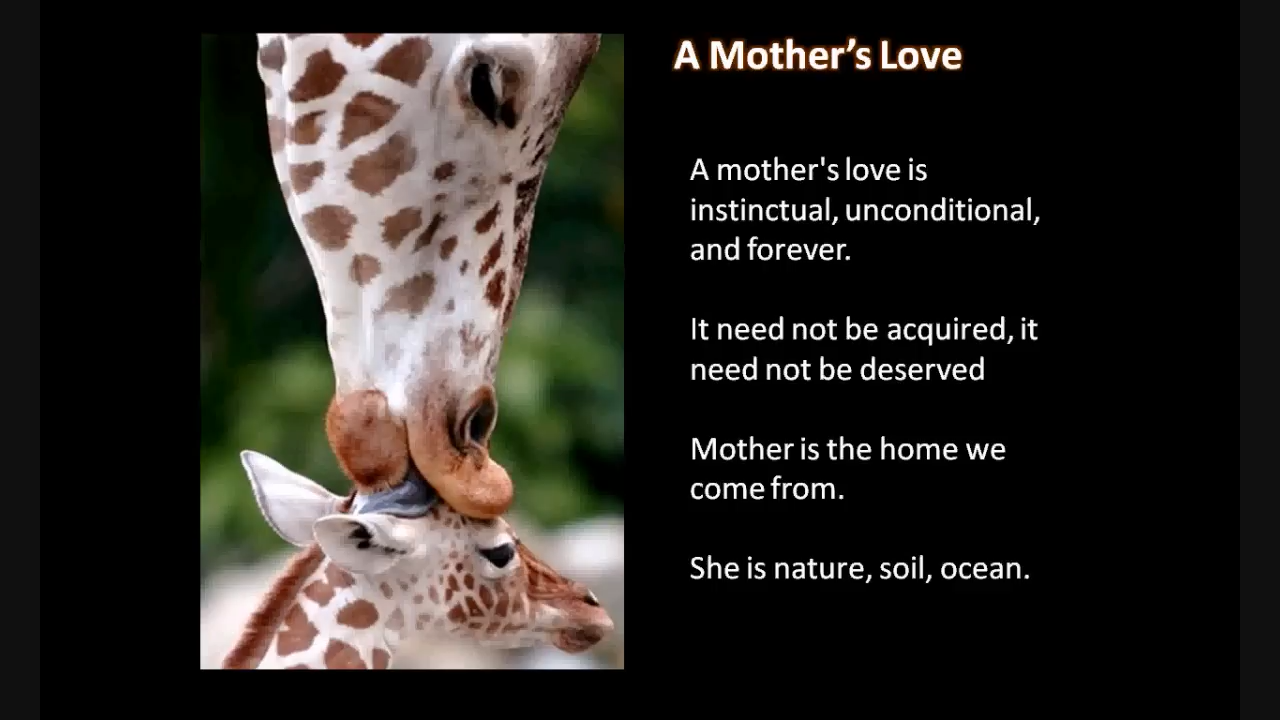 A Mother’s Love
A mother's love is
instinctual, unconditional,
and forever.
It need not be acquired, it
need not be deserved
Mother is the home we
come from.
She is nature, soil, ocean.